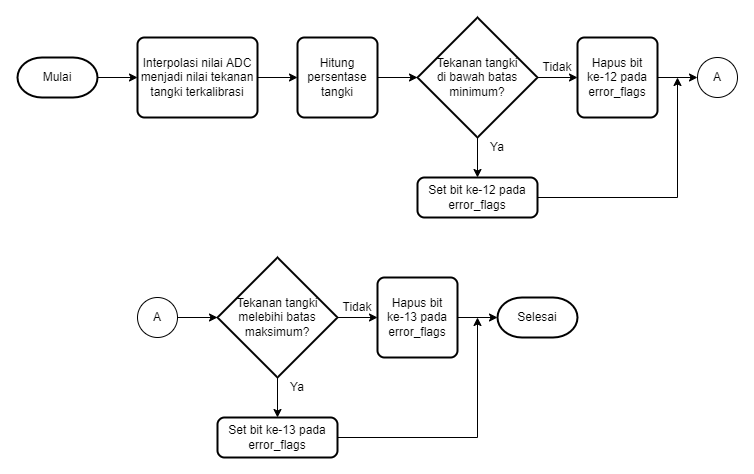 Mulai
Interpolasi nilai ADC
menjadi nilai tekanan
tangki terkalibrasi
Hitung
persentase
tangki
Tekanan tangki
di bawah batas
minimum?
Tidak
Hapus bit
ke-12 pada
error_flags
A
Ya
Set bit ke-12 pada
error_flags
A
Tekanan tangki
melebihi batas
maksimum?
Tidak
Hapus bit
ke-13 pada
error_flags
Selesai
Ya
Set bit ke-13 pada
error_flags